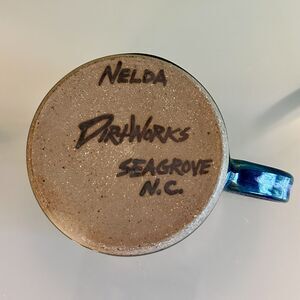 NELDA
DIRTWORKS
SEAGROVE
N.C.